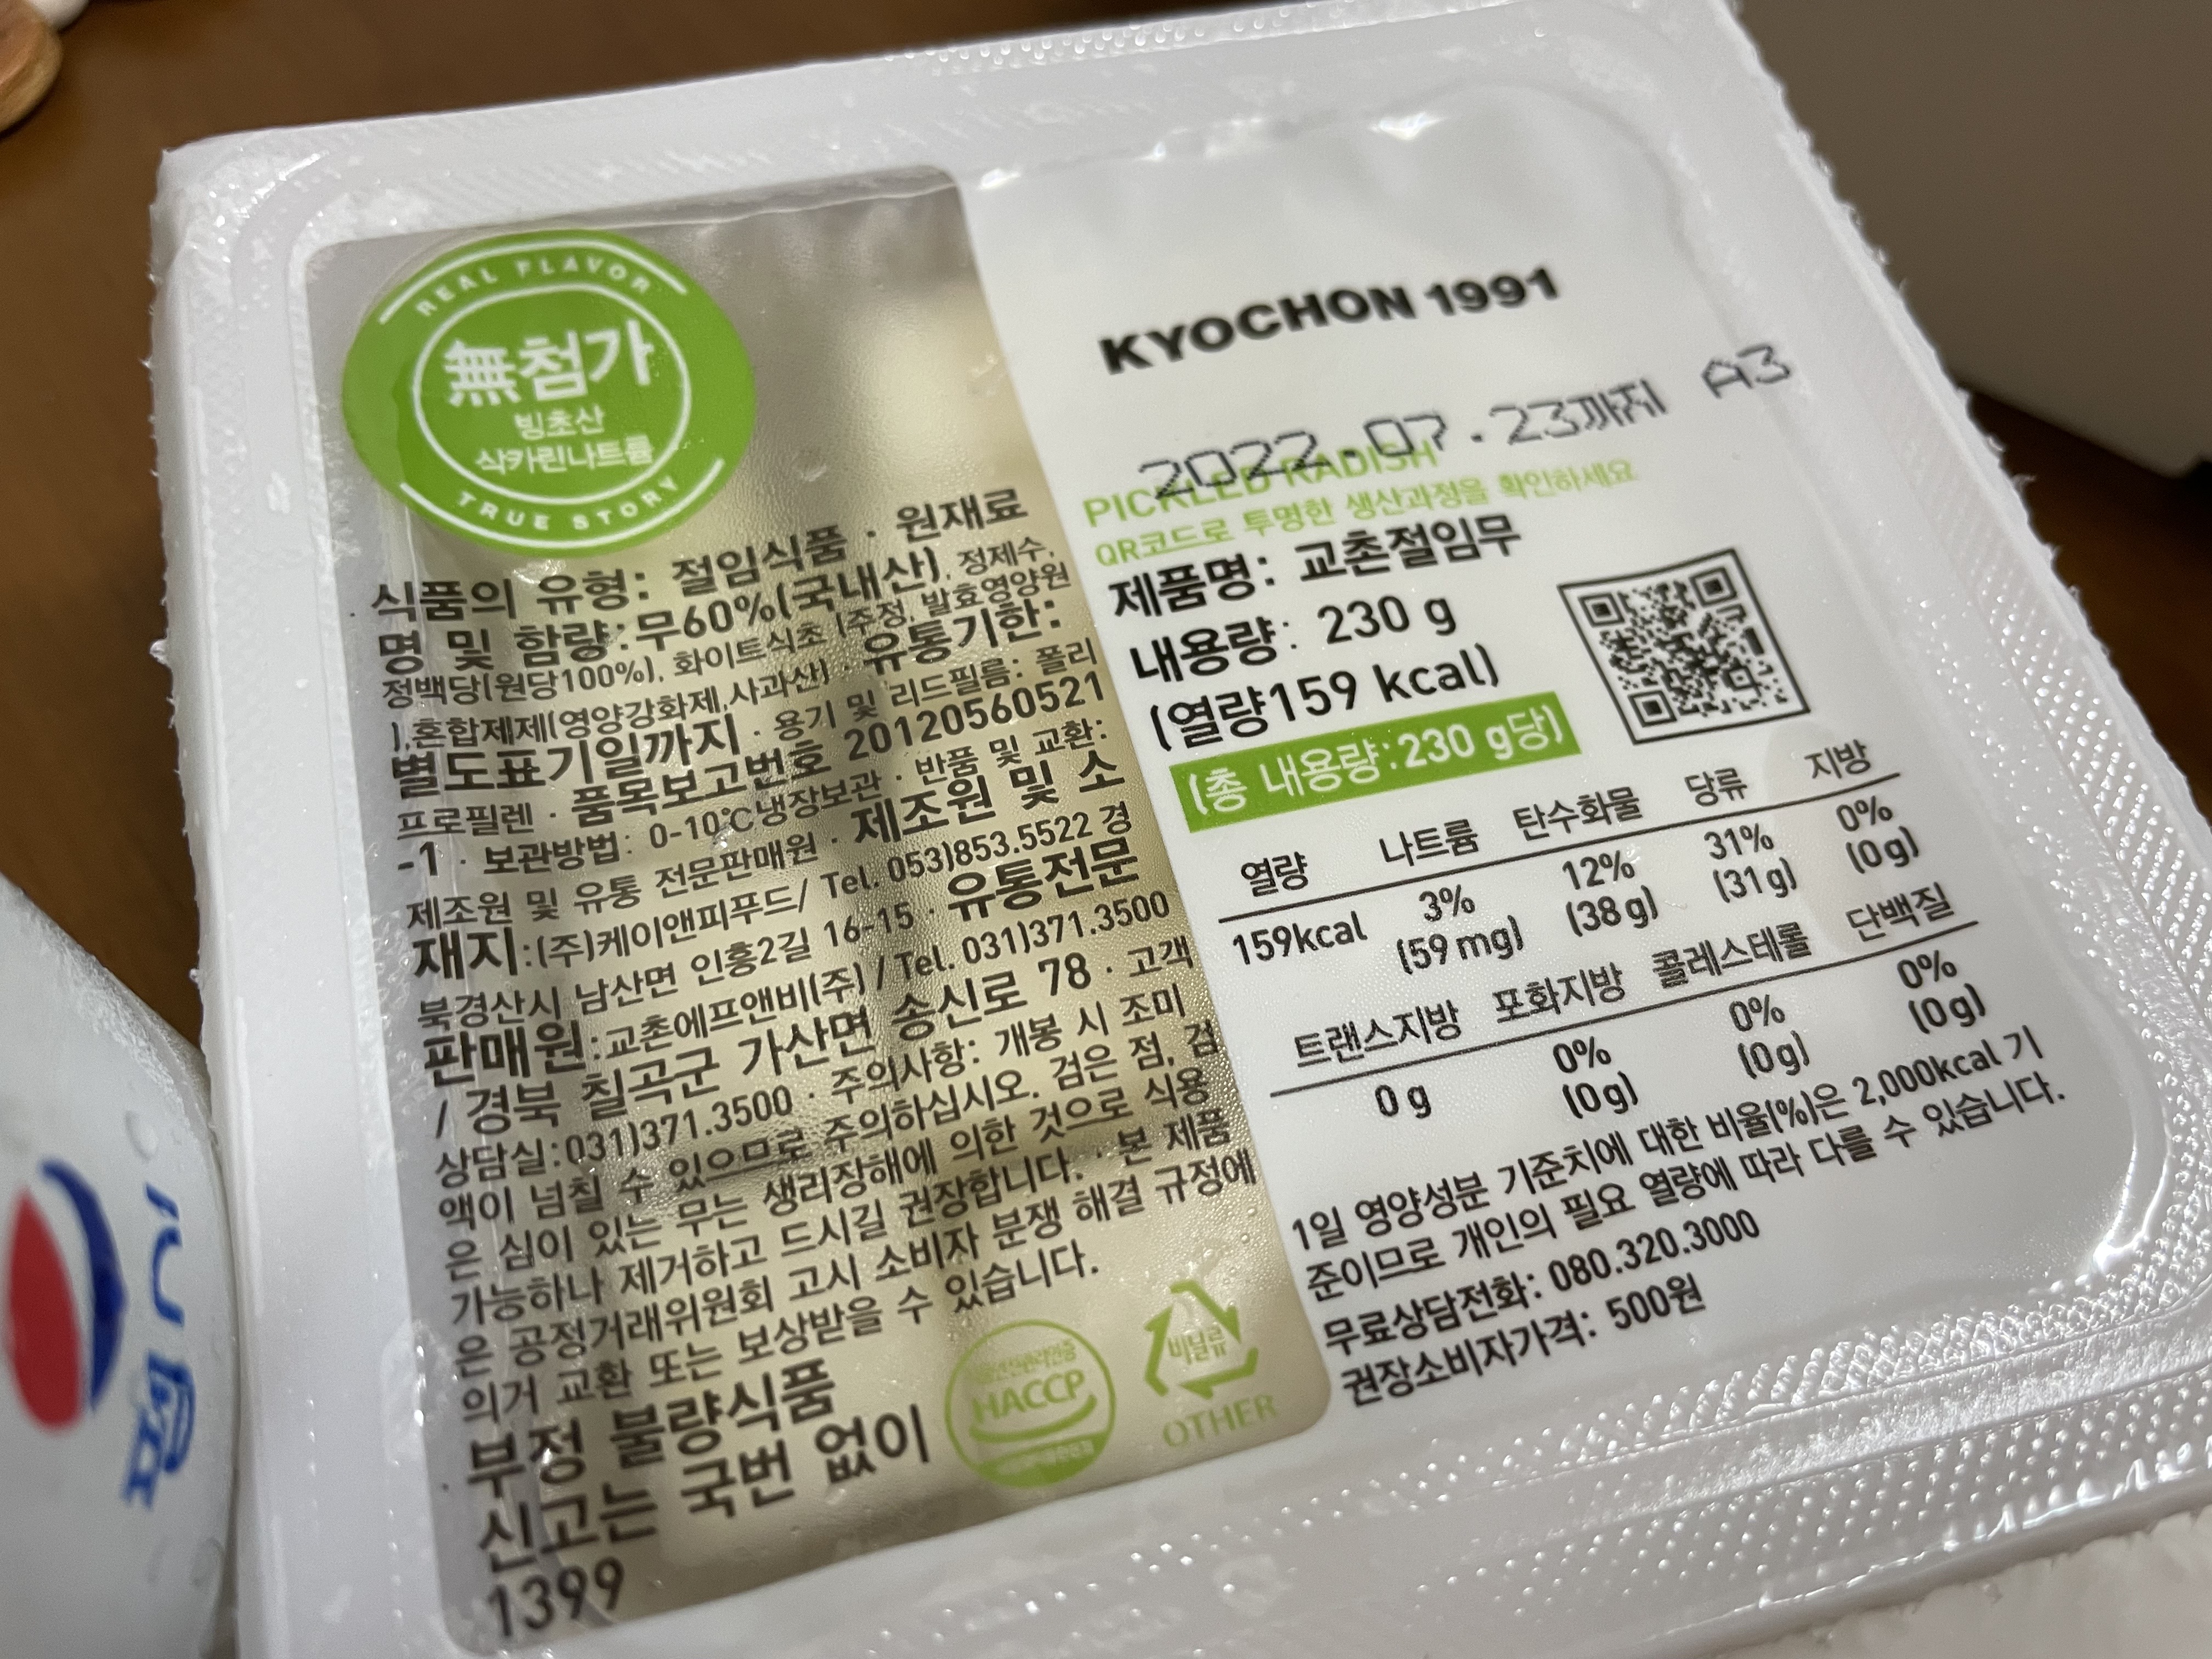 REAL FLAVOR
無첨가
빙초산
삭카린나트륨
TRUE STORY
식품의 유형: 절임식품 · 원재료
명 및 함량:무60%(국내산), 정제수,
정백당(원당100%), 화이트식초 (주정, 발효영양원
),혼합제제(영양강화제,사과산) · 유통기한:
별도표기일까지 · 용기 및 리드필름: 폴리
프로필렌 · 품목보고번호 20120560521
-1 · 보관방법: 0-10℃냉장보관 · 반품 및 교환:
제조원 및 유통 전문판매원 · 제조원 및 소
재지:(주)케이앤피푸드/ Tel. 053)853.5522 경
북경산시 남산면 인흥2길 16-15 · 유통전문
판매원:교촌에프앤비(주) / Tel. 031)371.3500
/ 경북 칠곡군 가산면 송신로 78 · 고객
상담실:031)371.3500 · 주의사항: 개봉 시 조미
액이 넘칠 수 있으므로 주의하십시오. 검은 점, 검
은 심이 있는 무는 생리장해에 의한 것으로 식용
가능하나 제거하고 드시길 권장합니다. · 본 제품
은 공정거래위원회 고시 소비자 분쟁 해결 규정에
의거 교환 또는 보상받을 수 있습니다.
· 부정 불량식품
신고는 국번 없이
1399
HACCP
비닐류
OTHER
KYOCHON 1991
2022.07.23까지 A3
PICKLED RADISH
QR코드로 투명한 생산과정을 확인하세요
제품명: 교촌절임무
내용량: 230 g
(열량159 kcal)
(총 내용량:230 g당)
열량 나트륨 탄수화물 당류 지방
159kcal 3% 12% 31% 0%
(59 mg) (38 g) (31 g) (0 g)
트랜스지방 포화지방 콜레스테롤 단백질
0 g 0% 0% 0%
(0 g) (0 g) (0 g)
1일 영양성분 기준치에 대한 비율(%)은 2,000kcal 기
준이므로 개인의 필요 열량에 따라 다를 수 있습니다.
무료상담전화: 080.320.3000
권장소비자가격: 500원